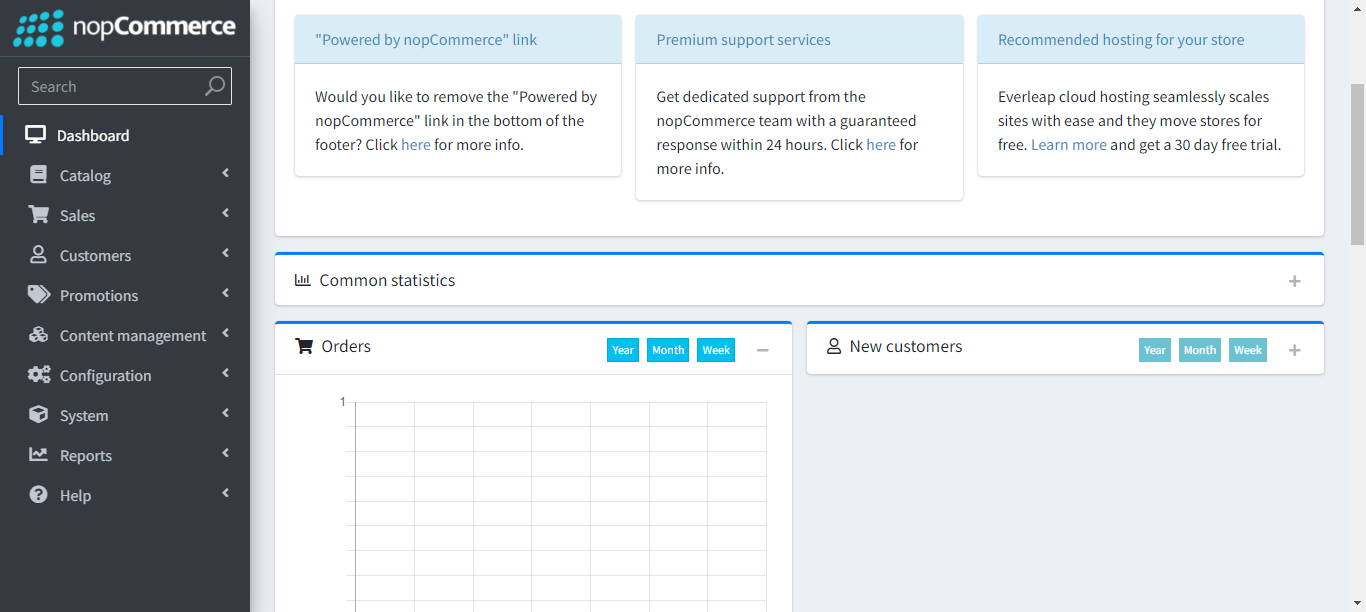 nopCommerce
Search
Dashboard
Catalog
Sales
Customers
Promotions
Content management
Configuration
System
Reports
Help
"Powered by nopCommerce" link
Would you like to remove the "Powered by
nopCommerce" link in the bottom of the
footer? Click here for more info.
Premium support services
Get dedicated support from the
nopCommerce team with a guaranteed
response within 24 hours. Click here for
more info.
Recommended hosting for your store
Everleap cloud hosting seamlessly scales
sites with ease and they move stores for
free. Learn more and get a 30 day free trial.
Common statistics
Orders
Year Month Week
1
New customers
Year Month Week